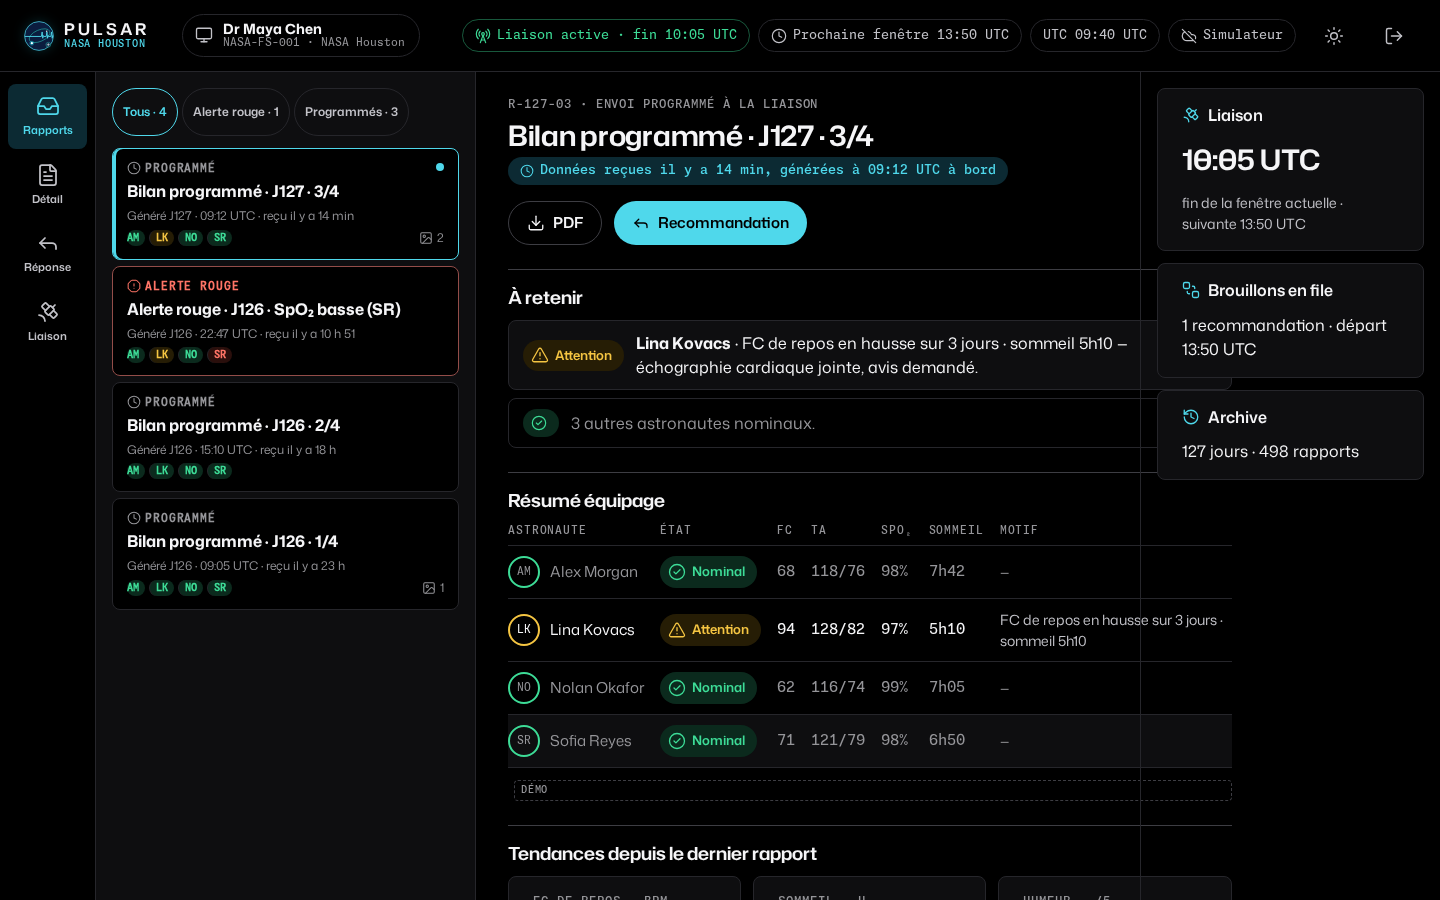 PULSAR
NASA HOUSTON
Dr Maya Chen
NASA-FS-001 · NASA Houston
Liaison active · fin 10:05 UTC
Prochaine fenêtre 13:50 UTC
UTC 09:40 UTC
Simulateur
Rapports
Détail
Réponse
Liaison
Tous · 4
Alerte rouge · 1
Programmés · 3
PROGRAMMÉ
Bilan programmé · J127 · 3/4
Généré J127 · 09:12 UTC · reçu il y a 14 min
AM LK NO SR 2
ALERTE ROUGE
Alerte rouge · J126 · SpO₂ basse (SR)
Généré J126 · 22:47 UTC · reçu il y a 10 h 51
AM LK NO SR
PROGRAMMÉ
Bilan programmé · J126 · 2/4
Généré J126 · 15:10 UTC · reçu il y a 18 h
AM LK NO SR
PROGRAMMÉ
Bilan programmé · J126 · 1/4
Généré J126 · 09:05 UTC · reçu il y a 23 h
AM LK NO SR 1
R-127-03 · ENVOI PROGRAMMÉ À LA LIAISON
Bilan programmé · J127 · 3/4
Données reçues il y a 14 min, générées à 09:12 UTC à bord
PDF
Recommandation
À retenir
Attention
Lina Kovacs · FC de repos en hausse sur 3 jours · sommeil 5h10 —
échographie cardiaque jointe, avis demandé.
3 autres astronautes nominaux.
Résumé équipage
ASTRONAUTE ÉTAT FC TA SPO₂ SOMMEIL MOTIF
AM Alex Morgan Nominal 68 118/76 98% 7h42 —
LK Lina Kovacs Attention 94 128/82 97% 5h10 FC de repos en hausse sur 3 jours ·
sommeil 5h10
NO Nolan Okafor Nominal 62 116/74 99% 7h05 —
SR Sofia Reyes Nominal 71 121/79 98% 6h50 —
DÉMO
Tendances depuis le dernier rapport
FC DE REPOS · BPM
SOMMEIL · H
HUMEUR · /5
Liaison
10:05 UTC
fin de la fenêtre actuelle ·
suivante 13:50 UTC
Brouillons en file
1 recommandation · départ
13:50 UTC
Archive
127 jours · 498 rapports